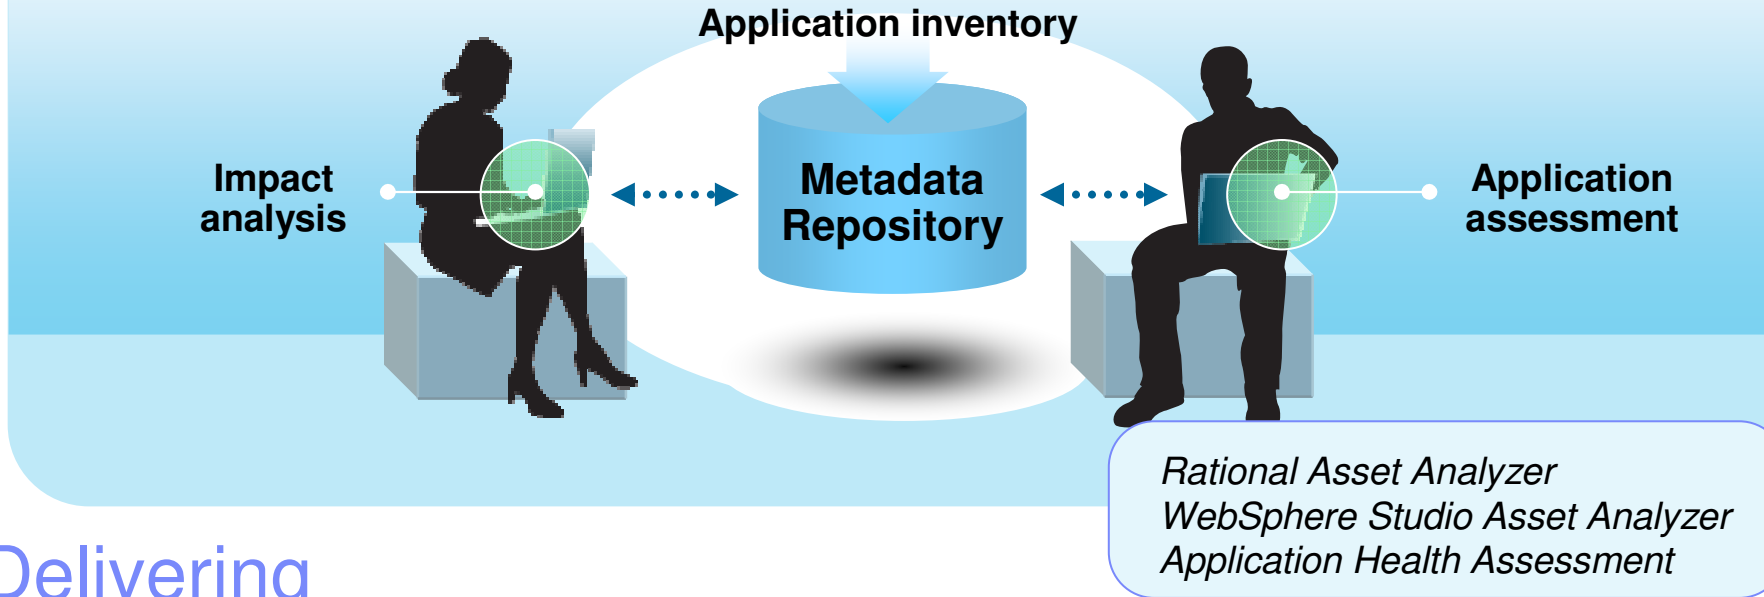 Application inventory
Impact
analysis
Metadata
Repository
Application
assessment
Rational Asset Analyzer
WebSphere Studio Asset Analyzer
Application Health Assessment
Delivering